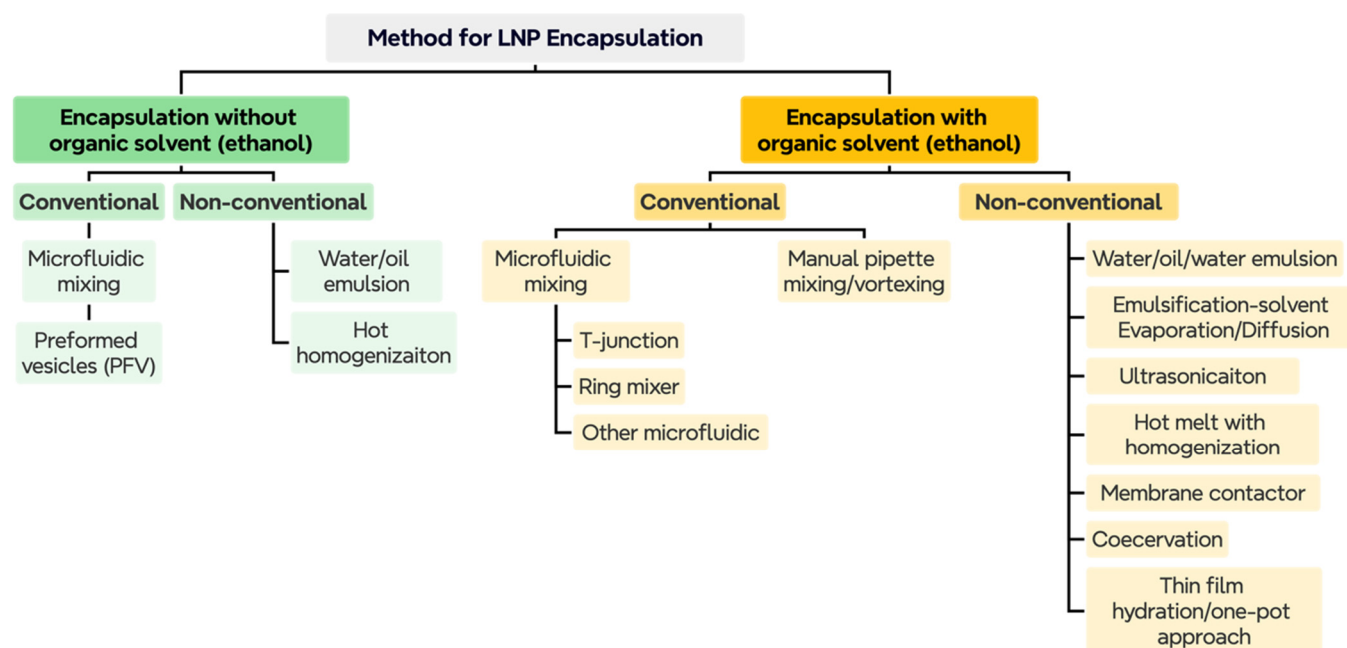 Method for LNP Encapsulation
Encapsulation without
organic solvent (ethanol)
Encapsulation with
organic solvent (ethanol)
Conventional
Non-conventional
Conventional
Non-conventional
Microfluidic
mixing
Preformed
vesicles (PFV)
Water/oil
emulsion
Hot
homogenizaiton
Microfluidic
mixing
T-junction
Ring mixer
Other microfluidic
Manual pipette
mixing/vortexing
Water/oil/water emulsion
Emulsification-solvent
Evaporation/Diffusion
Ultrasonicaiton
Hot melt with
homogenization
Membrane contactor
Coecervation
Thin film
hydration/one-pot
approach